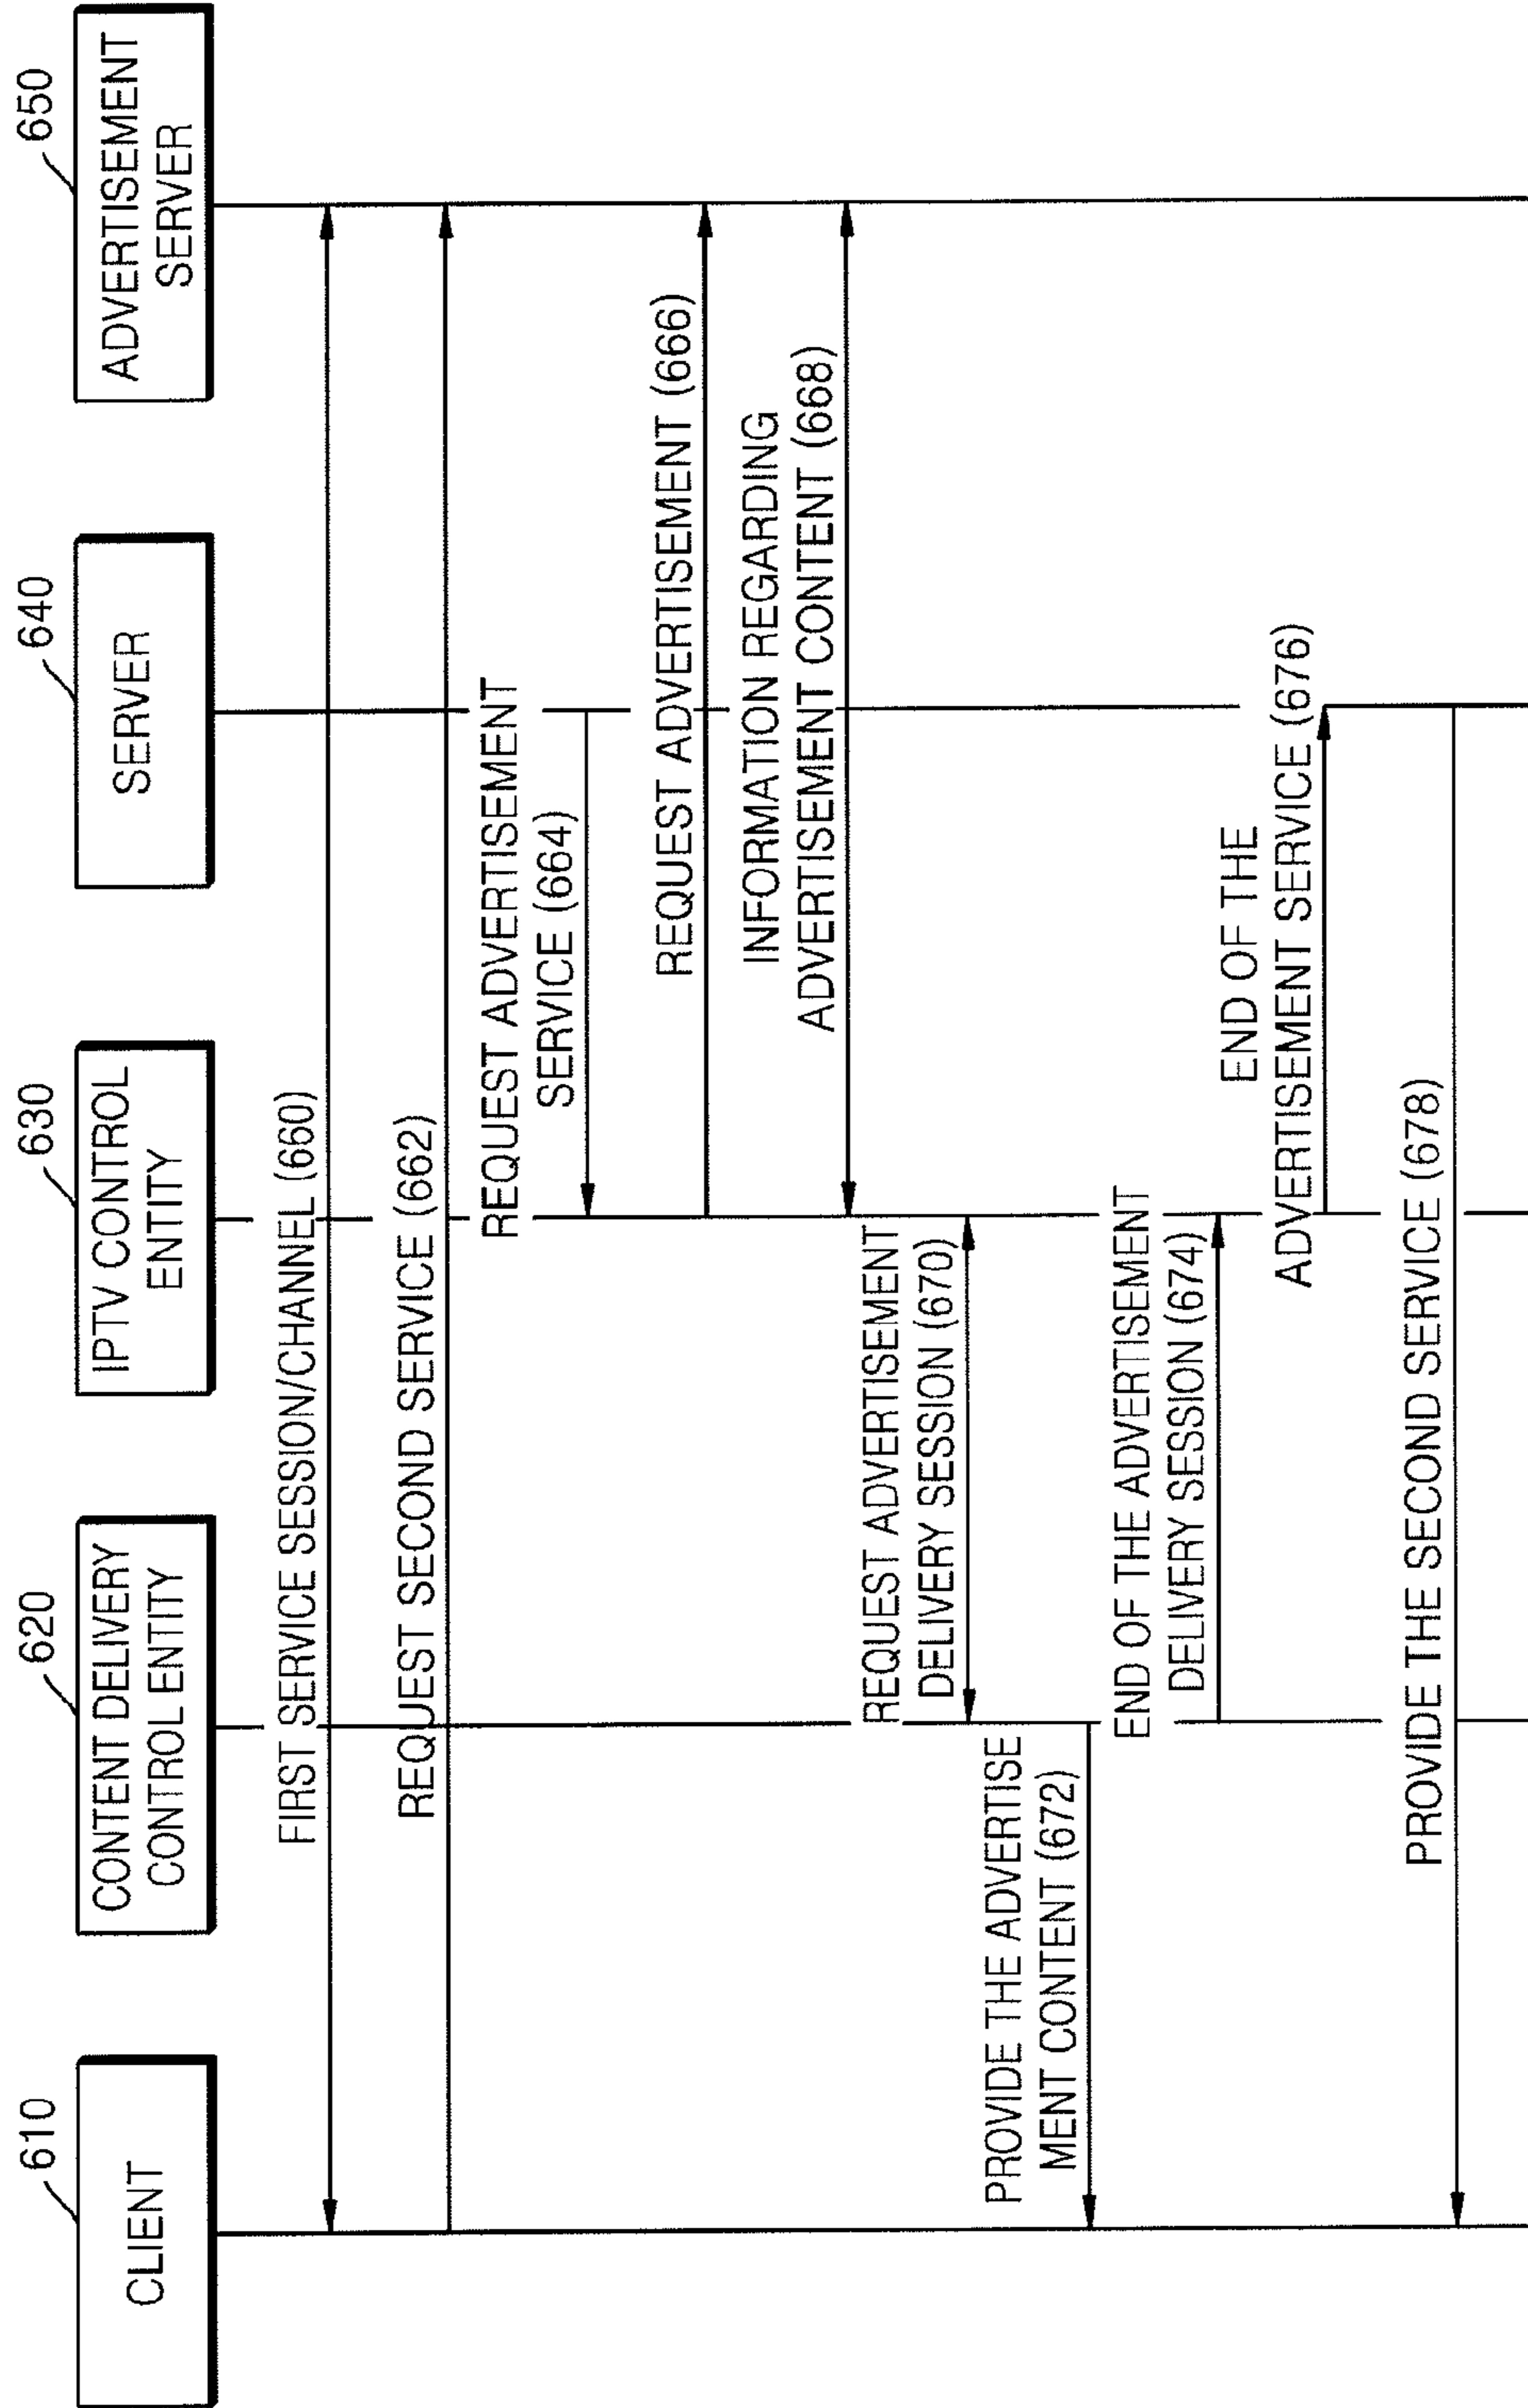 610
CLIENT
620
CONTENT DELIVERY
CONTROL ENTITY
630
IPTV CONTROL
ENTITY
640
SERVER
650
ADVERTISEMENT
SERVER
FIRST SERVICE SESSION/CHANNEL (660)
REQUEST SECOND SERVICE (662)
REQUEST ADVERTISEMENT
SERVICE (664)
REQUEST ADVERTISEMENT (666)
INFORMATION REGARDING
ADVERTISEMENT CONTENT (668)
REQUEST ADVERTISEMENT
DELIVERY SESSION (670)
PROVIDE THE ADVERTISE
MENT CONTENT (672)
END OF THE ADVERTISEMENT
DELIVERY SESSION (674)
END OF THE
ADVERTISEMENT SERVICE (676)
PROVIDE THE SECOND SERVICE (678)